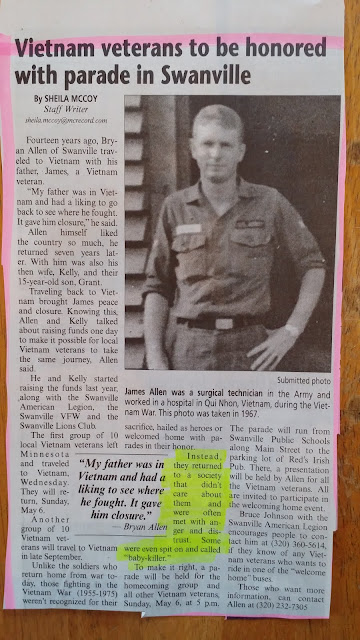 Vietnam veterans to be honored
with parade in Swanville
By SHEILA MCCOY
Staff Writer
sheila.mccoy@mcrecord.com
Fourteen years ago, Bry-
an Allen of Swanville trav-
eled to Vietnam with his
father, James, a Vietnam
veteran.
"My father was in Viet-
nam and had a liking to go
back to see where he fought.
It gave him closure," he said.
Allen himself liked
the country so much, he
returned seven years lat-
er. With him was also his
then wife, Kelly, and their
15-year-old son, Grant.
Traveling back to Viet-
nam brought James peace
and closure. Knowing this,
Allen and Kelly talked
about raising funds one day
to make it possible for local
Vietnam veterans to take
the same journey, Allen
said.
He and Kelly started
raising the funds last year,
along with the Swanville
American Legion, the
Swanville VFW and the
Swanville Lions Club.
The first group of 10
local Vietnam veterans left
Minnesota
and traveled
to Vietnam,
Wednesday.
They will re-
turn, Sunday,
May 6.
Another
group of 10
Vietnam vet-
erans will travel to Vietnam
in late September.
Unlike the soldiers who
return home from war to-
day, those fighting in the
Vietnam War (1955-1975)
weren't recognized for their
Submitted photo
James Allen was a surgical technician in the Army and
worked in a hospital in Qui Nhon, Vietnam, during the Viet-
nam War. This photo was taken in 1967.
"My father was in
Vietnam and had a
liking to see where
he fought. It gave
him closure."
— Bryan Allen
sacrifice, hailed as heroes or
welcomed home with pa-
rades in their honor.
Instead,
they returned
to a society
that didn't
care about
them and
were often
met with an-
ger and dis-
trust. Some
were even spit on and called
"baby-killer."
To make it right, a pa-
rade will be held for the
homecoming group and
all other Vietnam veterans,
Sunday, May 6, at 5 p.m.
The parade will run from
Swanville Public Schools
along Main Street to the
parking lot of Red's Irish
Pub. There, a presentation
will be held by Allen for all
the Vietnam veterans. All
are invited to participate in
the welcoming home event.
Bruce Johnson with the
Swanville American Legion
encourages people to con-
tact him at (320) 360-5614,
if they know of any Viet-
nam veterans who wants to
ride in one of the "welcome
home" buses.
Those who want more
information, can contact
Allen at (320) 232-7305